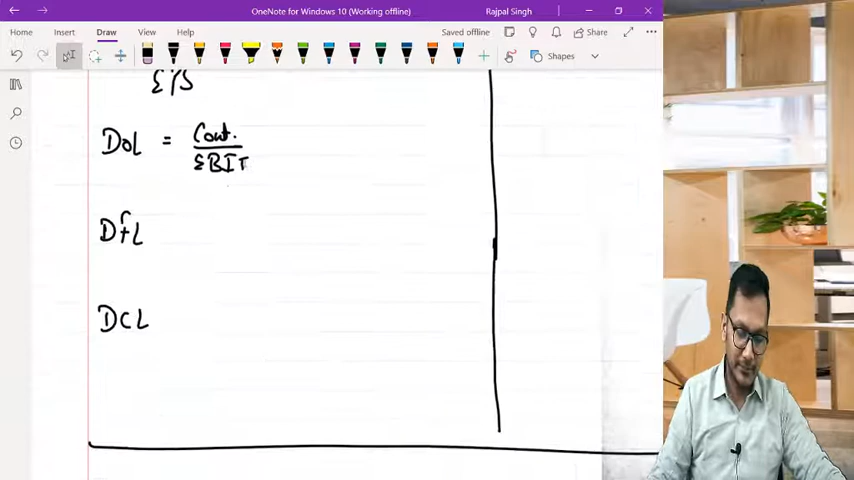 OneNote for Windows 10 (Working offline)
Rajpal Singh
Home Insert Draw View Help
Saved offline
Share
Shapes
DOL = Cont.
EBIT
DFL
DCL